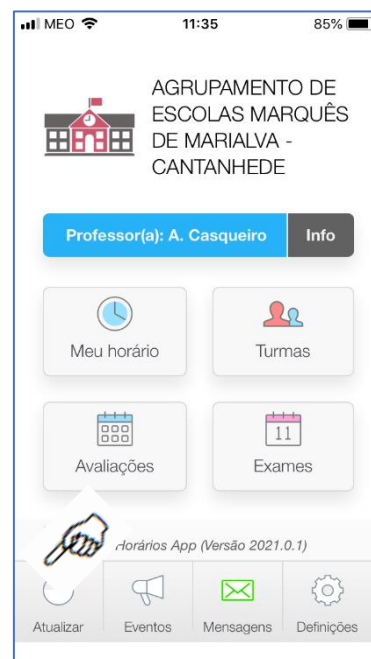 MEO 11:35 85%
AGRUPAMENTO DE
ESCOLAS MARQUÊS
DE MARIALVA -
CANTANHEDE
Professor(a): A. Casqueiro Info
Meu horário Turmas
11
Avaliações Exames
Horários App (Versão 2021.0.1)
Atualizar Eventos Mensagens Definições